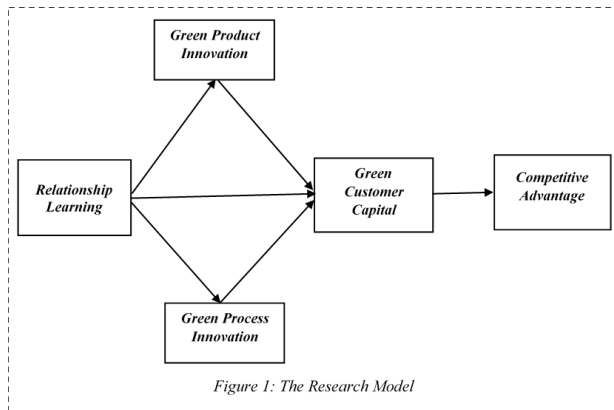 Green Product
Innovation
Relationship
Learning
Green
Customer
Capital
Competitive
Advantage
Green Process
Innovation
Figure 1: The Research Model